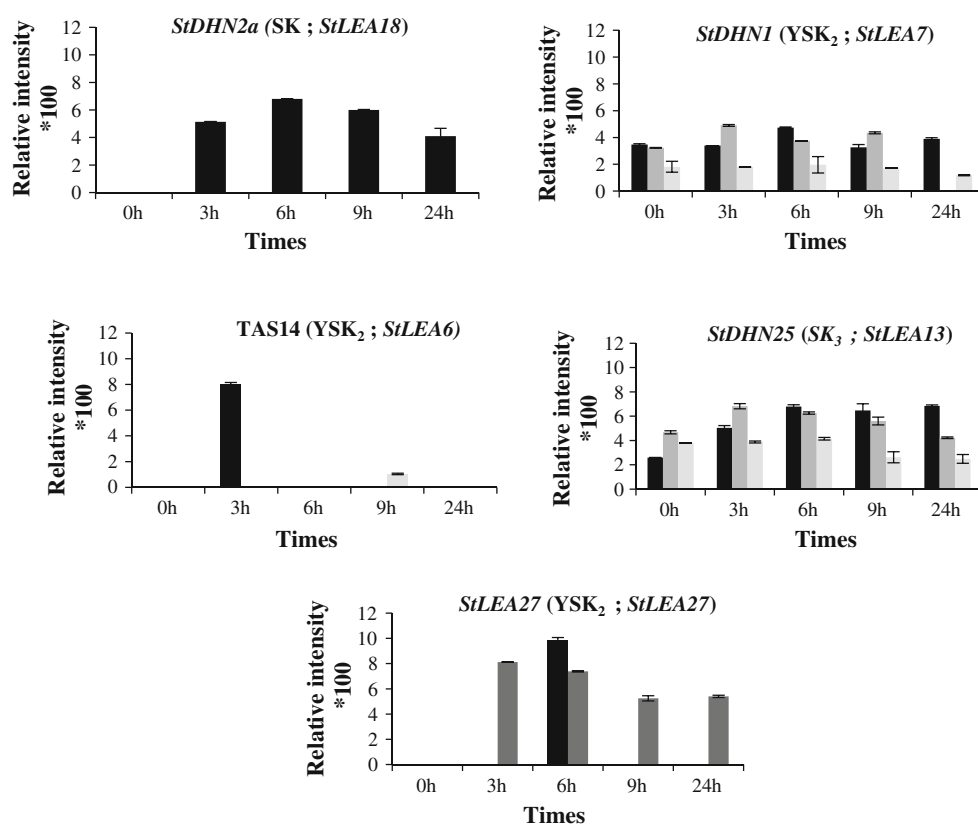 StDHN2a (SK ; StLEA18)
Relative intensity
*100
12
10
8
6
4
2
0
0h 3h 6h 9h 24h
Times
StDHN1 (YSK₂ ; StLEA7)
Relative intensity
*100
12
10
8
6
4
2
0
0h 3h 6h 9h 24h
Times
TAS14 (YSK₂ ; StLEA6)
Relative intensity
*100
12
10
8
6
4
2
0
0h 3h 6h 9h 24h
Times
StDHN25 (SK₃ ; StLEA13)
Relative intensity
*100
12
10
8
6
4
2
0
0h 3h 6h 9h 24h
Times
StLEA27 (YSK₂ ; StLEA27)
Relative intensity
*100
12
10
8
6
4
2
0
0h 3h 6h 9h 24h
Times